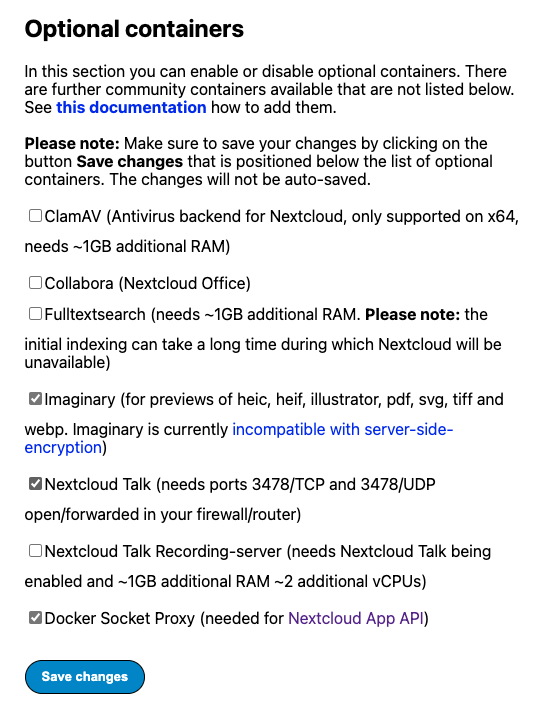 Optional containers
In this section you can enable or disable optional containers. There
are further community containers available that are not listed below.
See this documentation how to add them.
Please note: Make sure to save your changes by clicking on the
button Save changes that is positioned below the list of optional
containers. The changes will not be auto-saved.
ClamAV (Antivirus backend for Nextcloud, only supported on x64,
needs ~1GB additional RAM)
Collabora (Nextcloud Office)
Fulltextsearch (needs ~1GB additional RAM. Please note: the
initial indexing can take a long time during which Nextcloud will be
unavailable)
Imaginary (for previews of heic, heif, illustrator, pdf, svg, tiff and
webp. Imaginary is currently incompatible with server-side-
encryption)
Nextcloud Talk (needs ports 3478/TCP and 3478/UDP
open/forwarded in your firewall/router)
Nextcloud Talk Recording-server (needs Nextcloud Talk being
enabled and ~1GB additional RAM ~2 additional vCPUs)
Docker Socket Proxy (needed for Nextcloud App API)
Save changes